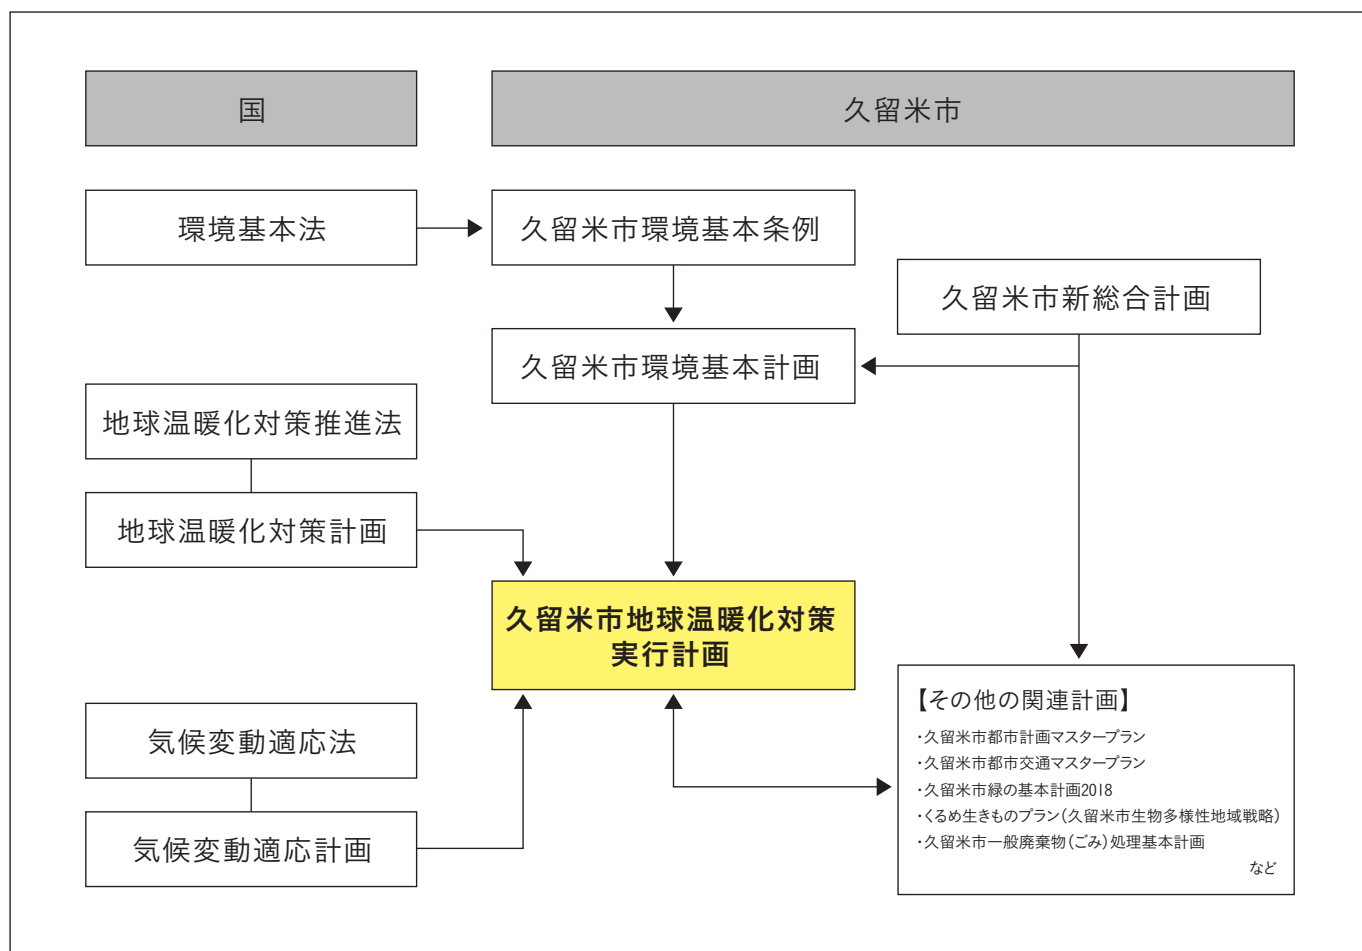 国
久留米市
環境基本法
久留米市環境基本条例
久留米市新総合計画
久留米市環境基本計画
地球温暖化対策推進法
地球温暖化対策計画
久留米市地球温暖化対策
実行計画
気候変動適応法
気候変動適応計画
【その他の関連計画】
・久留米市都市計画マスタープラン
・久留米市都市交通マスタープラン
・久留米市緑の基本計画2018
・くるめ生きものプラン(久留米市生物多様性地域戦略)
・久留米市一般廃棄物(ごみ)処理基本計画
など